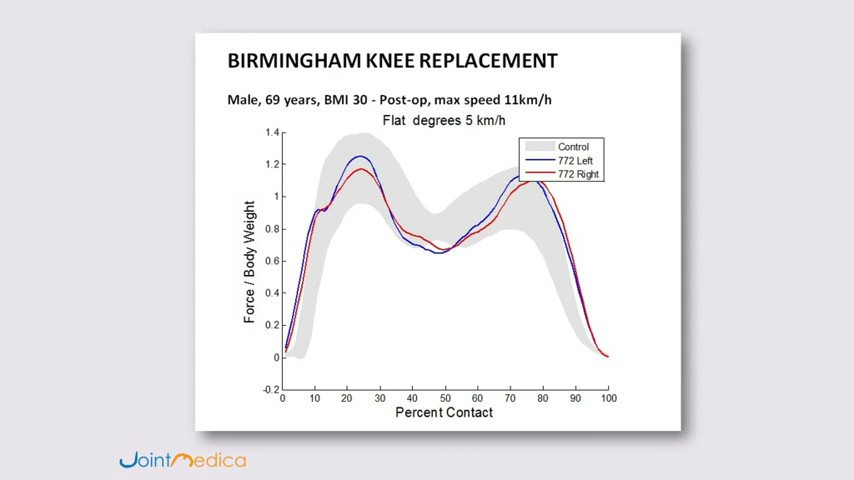 BIRMINGHAM KNEE REPLACEMENT
Male, 69 years, BMI 30 - Post-op, max speed 11km/h
Flat degrees 5 km/h
1.4
1.2
1
0.8
0.6
0.4
0.2
0
-0.2
Force / Body Weight
Control
772 Left
772 Right
0 10 20 30 40 50 60 70 80 90 100
Percent Contact
JointMedica